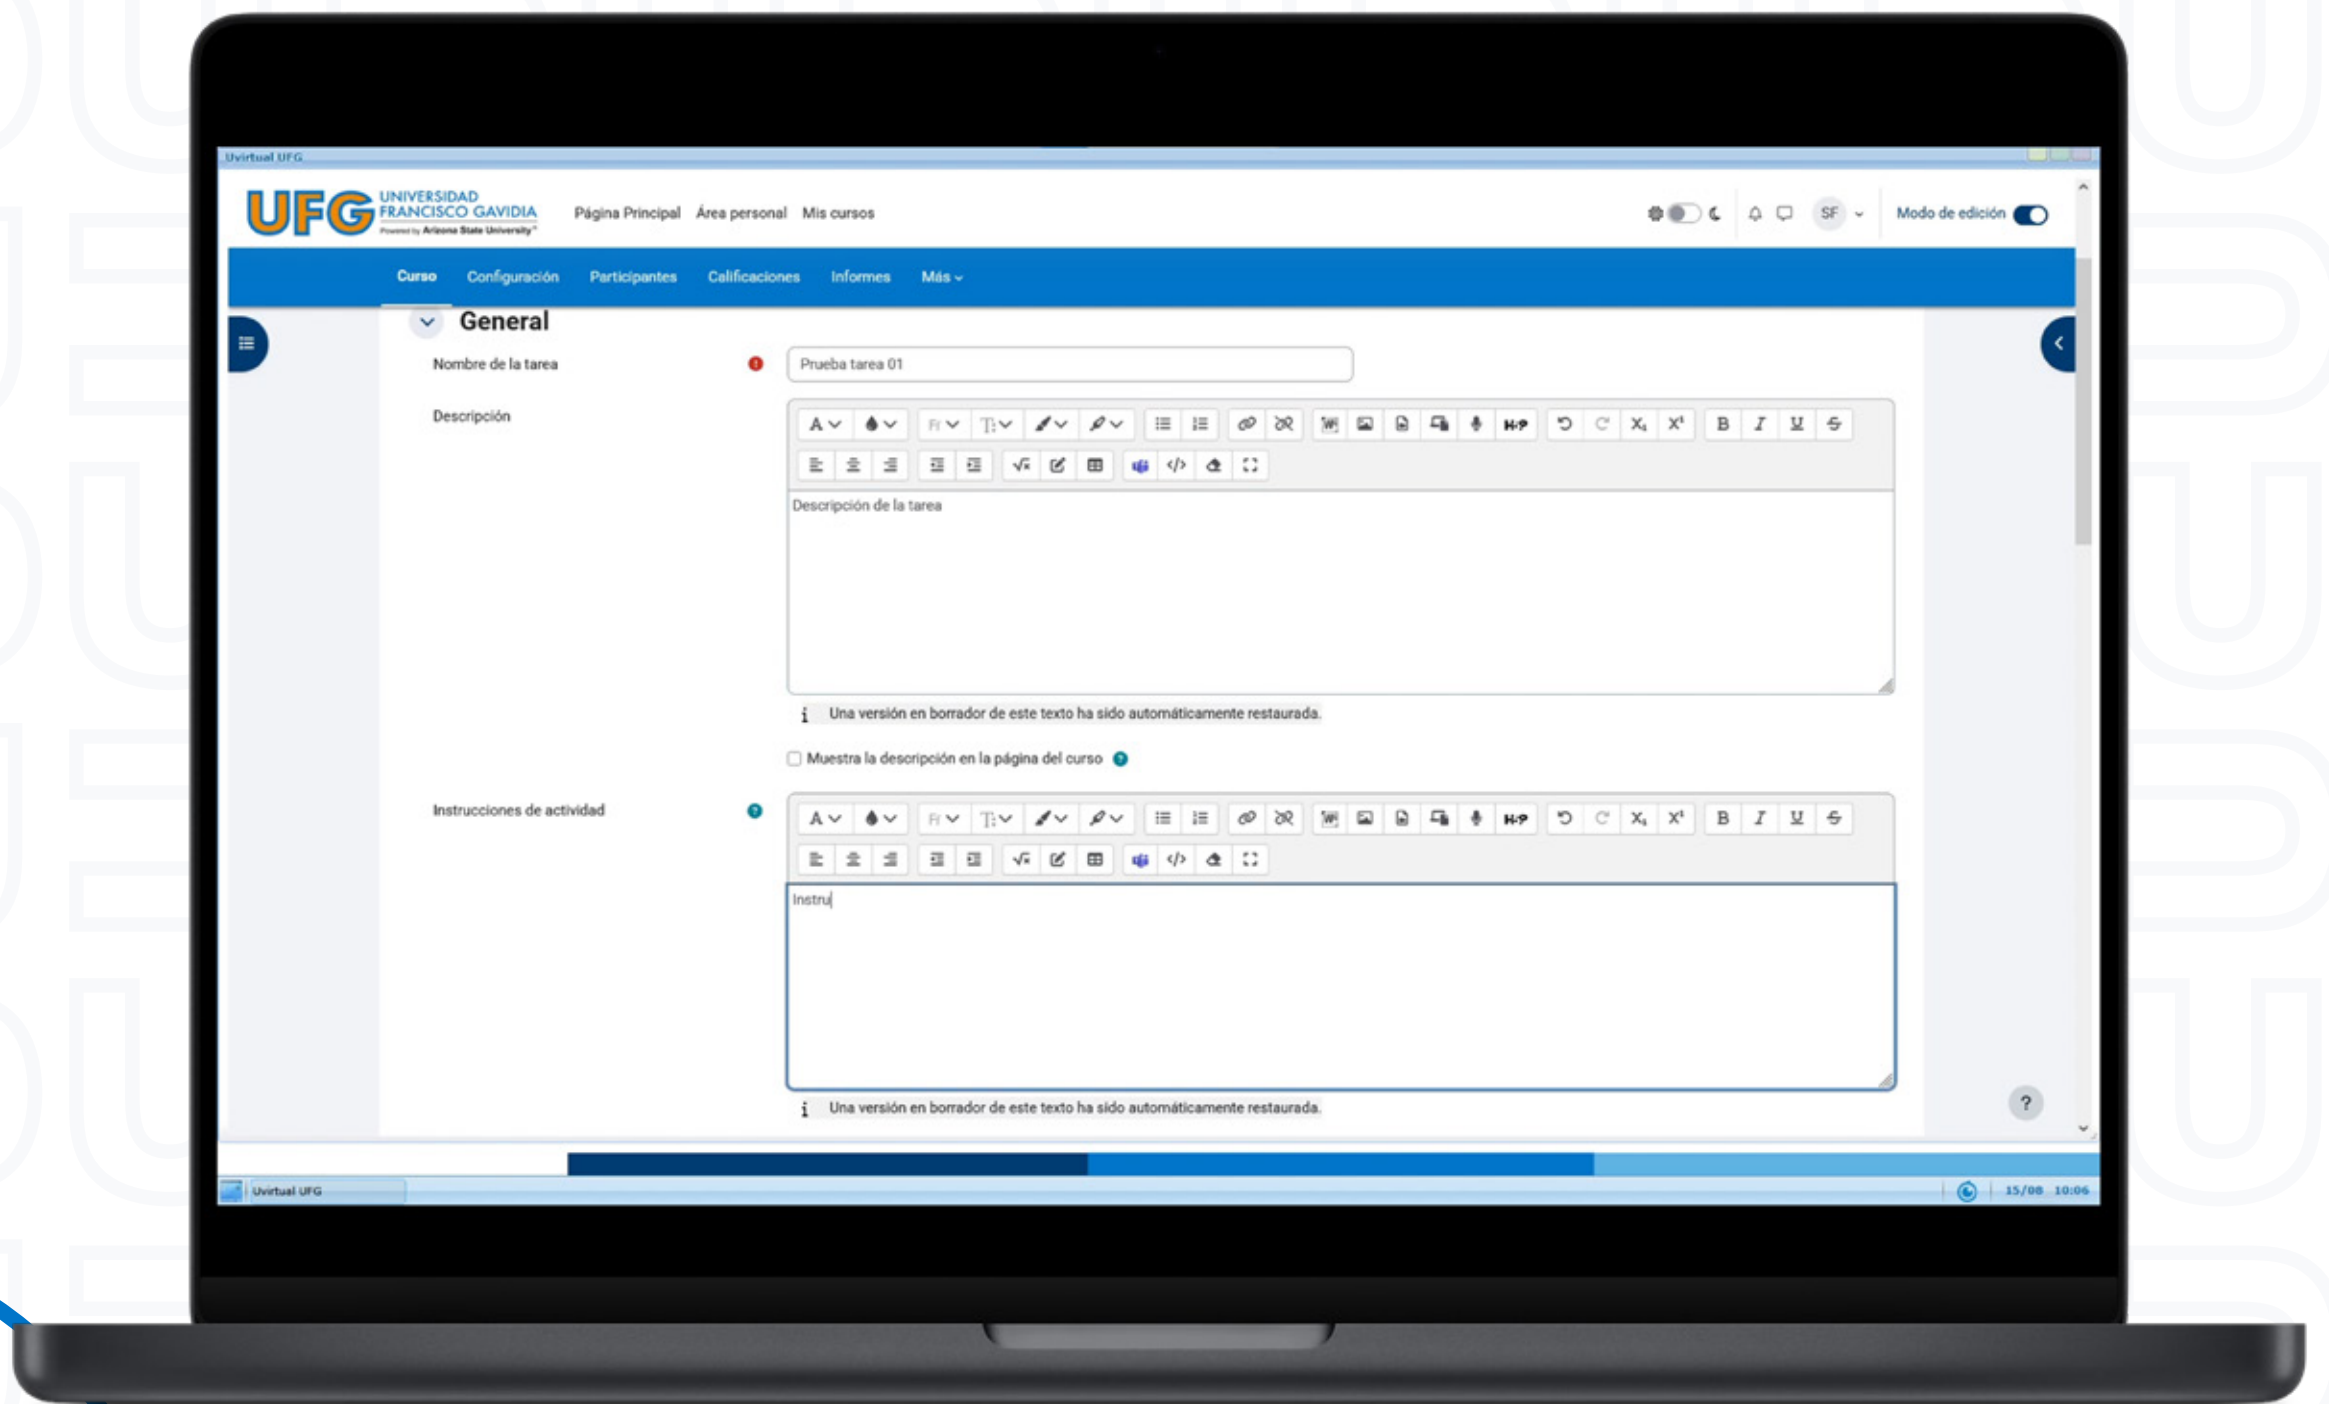 Uvirtual UFG
UFG UNIVERSIDAD
FRANCISCO GAVIDIA
Powered by Arizona State University™
Página Principal Área personal Mis cursos
SF
Modo de edición
Curso Configuración Participantes Calificaciones Informes Más
General
Nombre de la tarea
Prueba tarea 01
Descripción
Descripción de la tarea
i Una versión en borrador de este texto ha sido automáticamente restaurada.
Muestra la descripción en la página del curso
Instrucciones de actividad
Instru
i Una versión en borrador de este texto ha sido automáticamente restaurada.
?
Uvirtual UFG
15/08 10:06